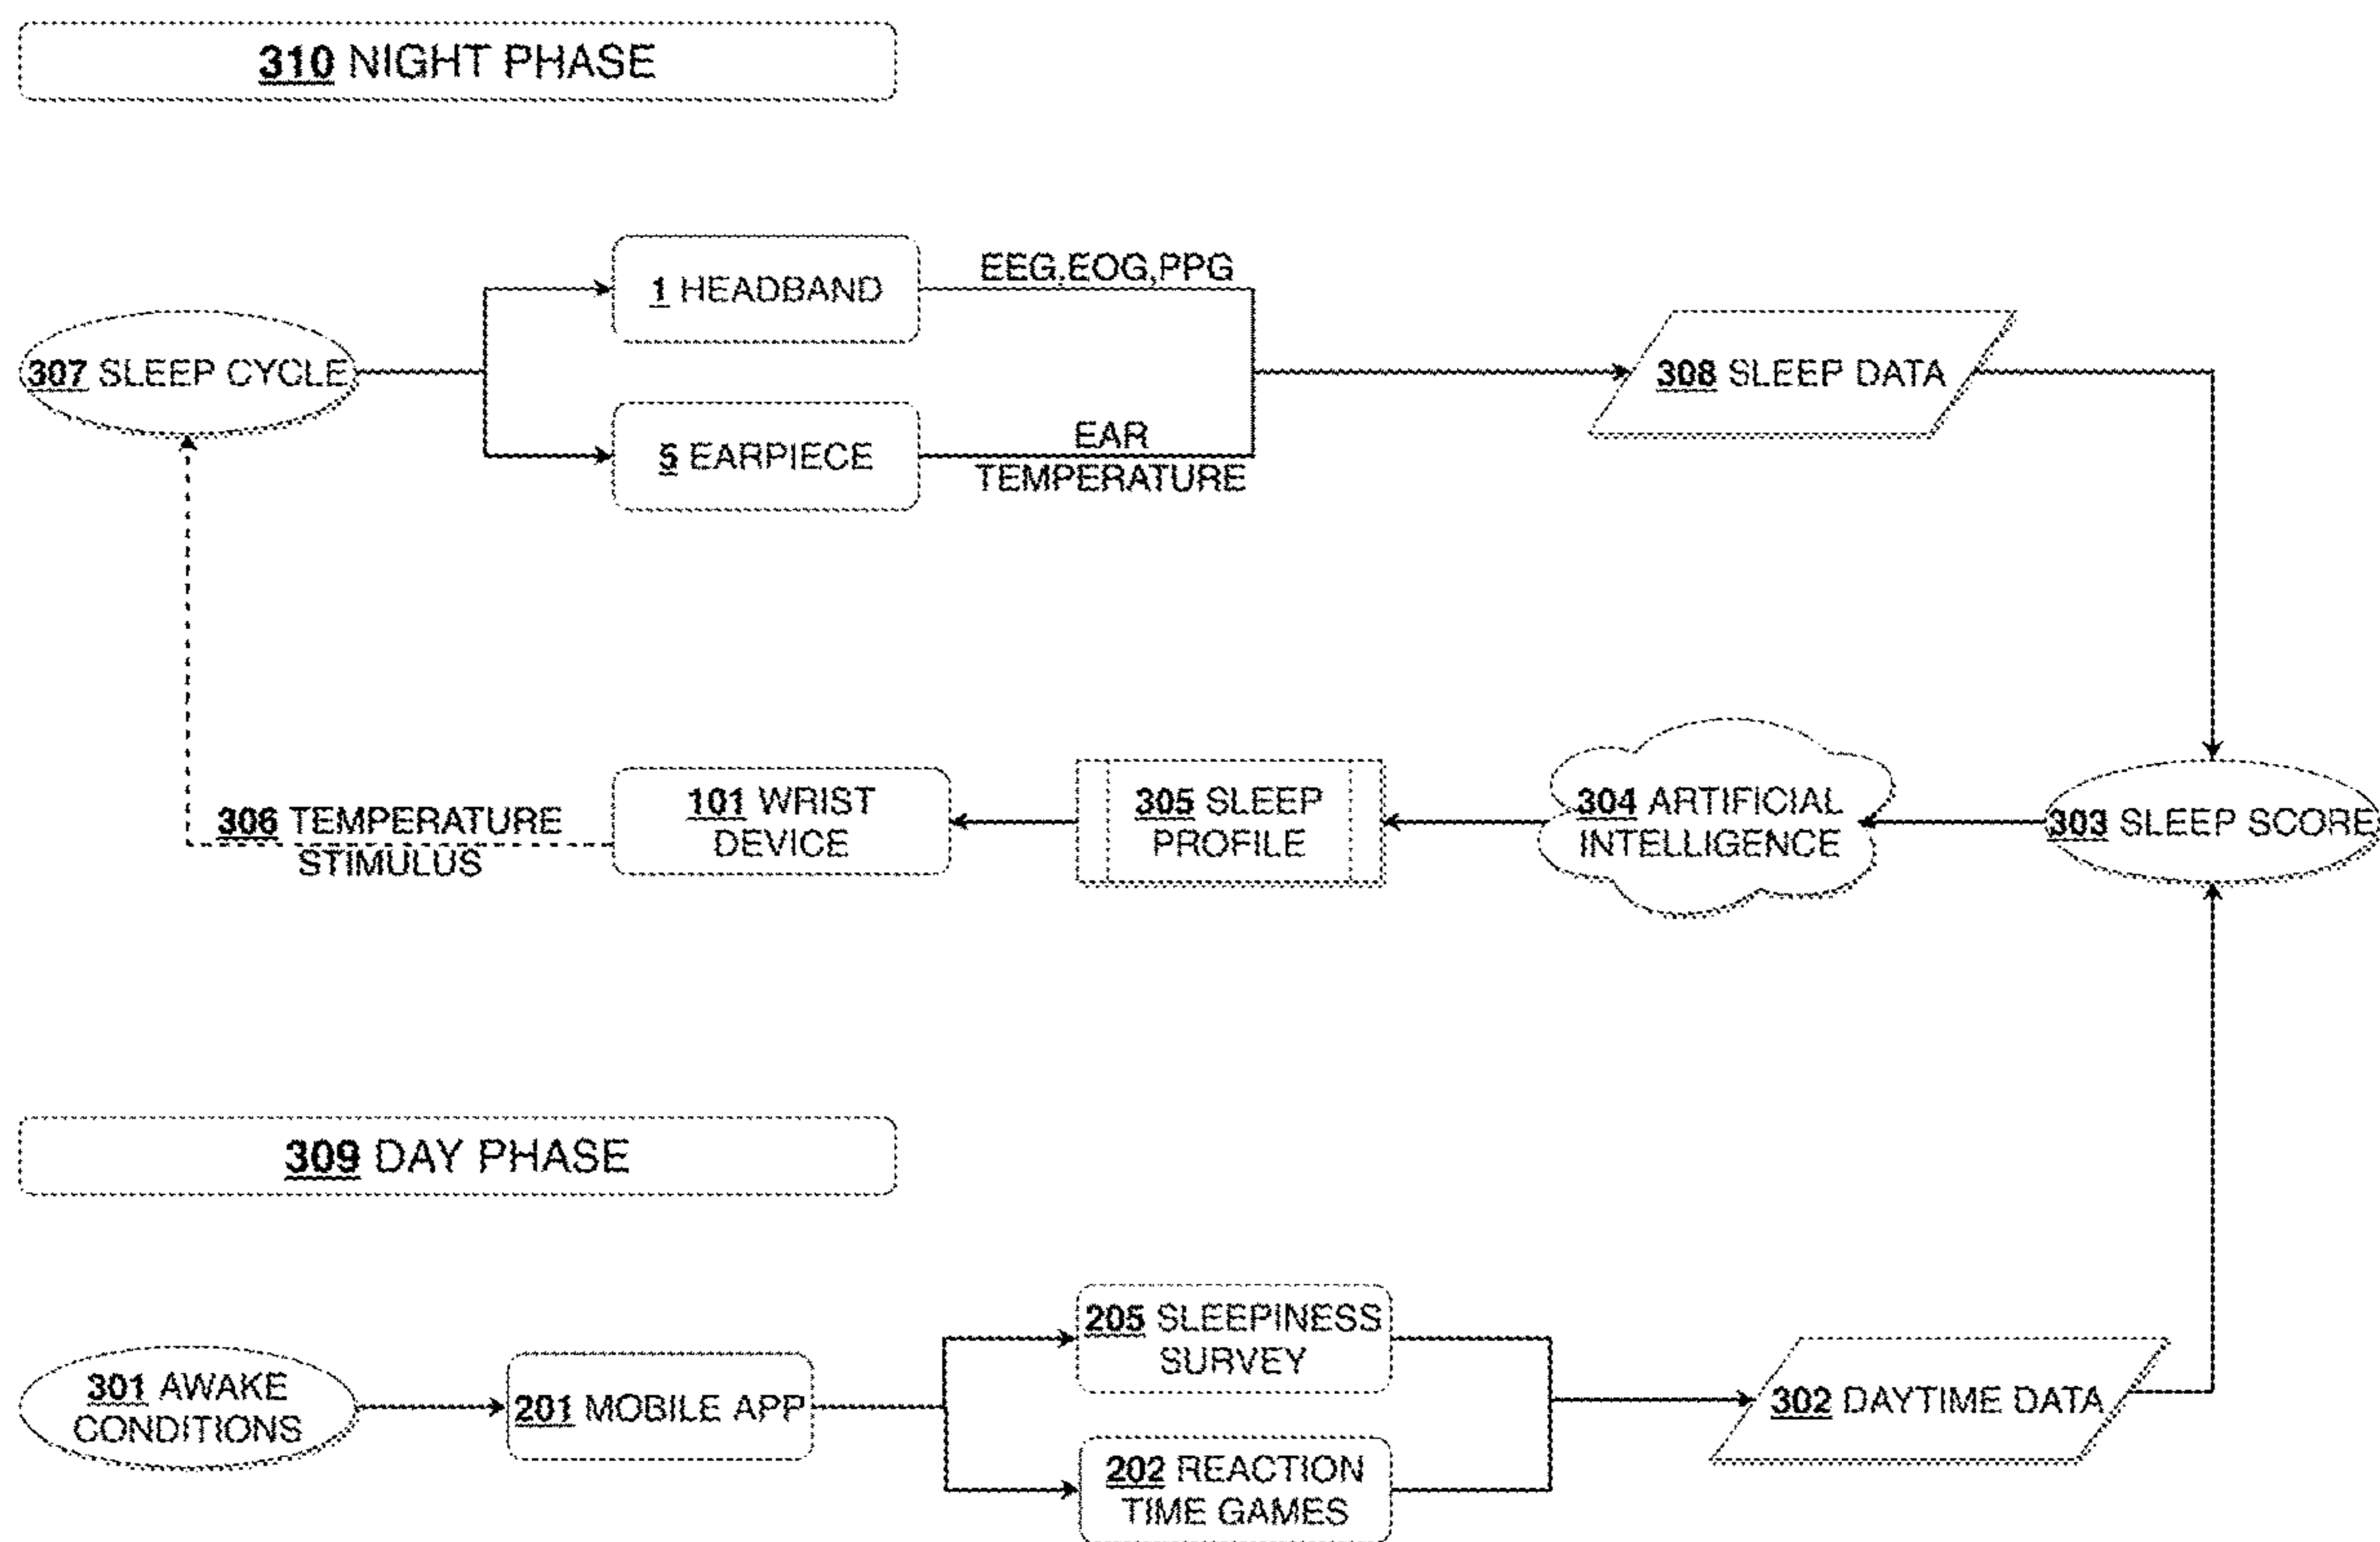 310 NIGHT PHASE
EEG,EOG,PPG
1 HEADBAND
307 SLEEP CYCLE
308 SLEEP DATA
5 EARPIECE
EAR
TEMPERATURE
306 TEMPERATURE
STIMULUS
101 WRIST
DEVICE
305 SLEEP
PROFILE
304 ARTIFICIAL
INTELLIGENCE
303 SLEEP SCORE
309 DAY PHASE
301 AWAKE
CONDITIONS
201 MOBILE APP
205 SLEEPINESS
SURVEY
202 REACTION
TIME GAMES
302 DAYTIME DATA